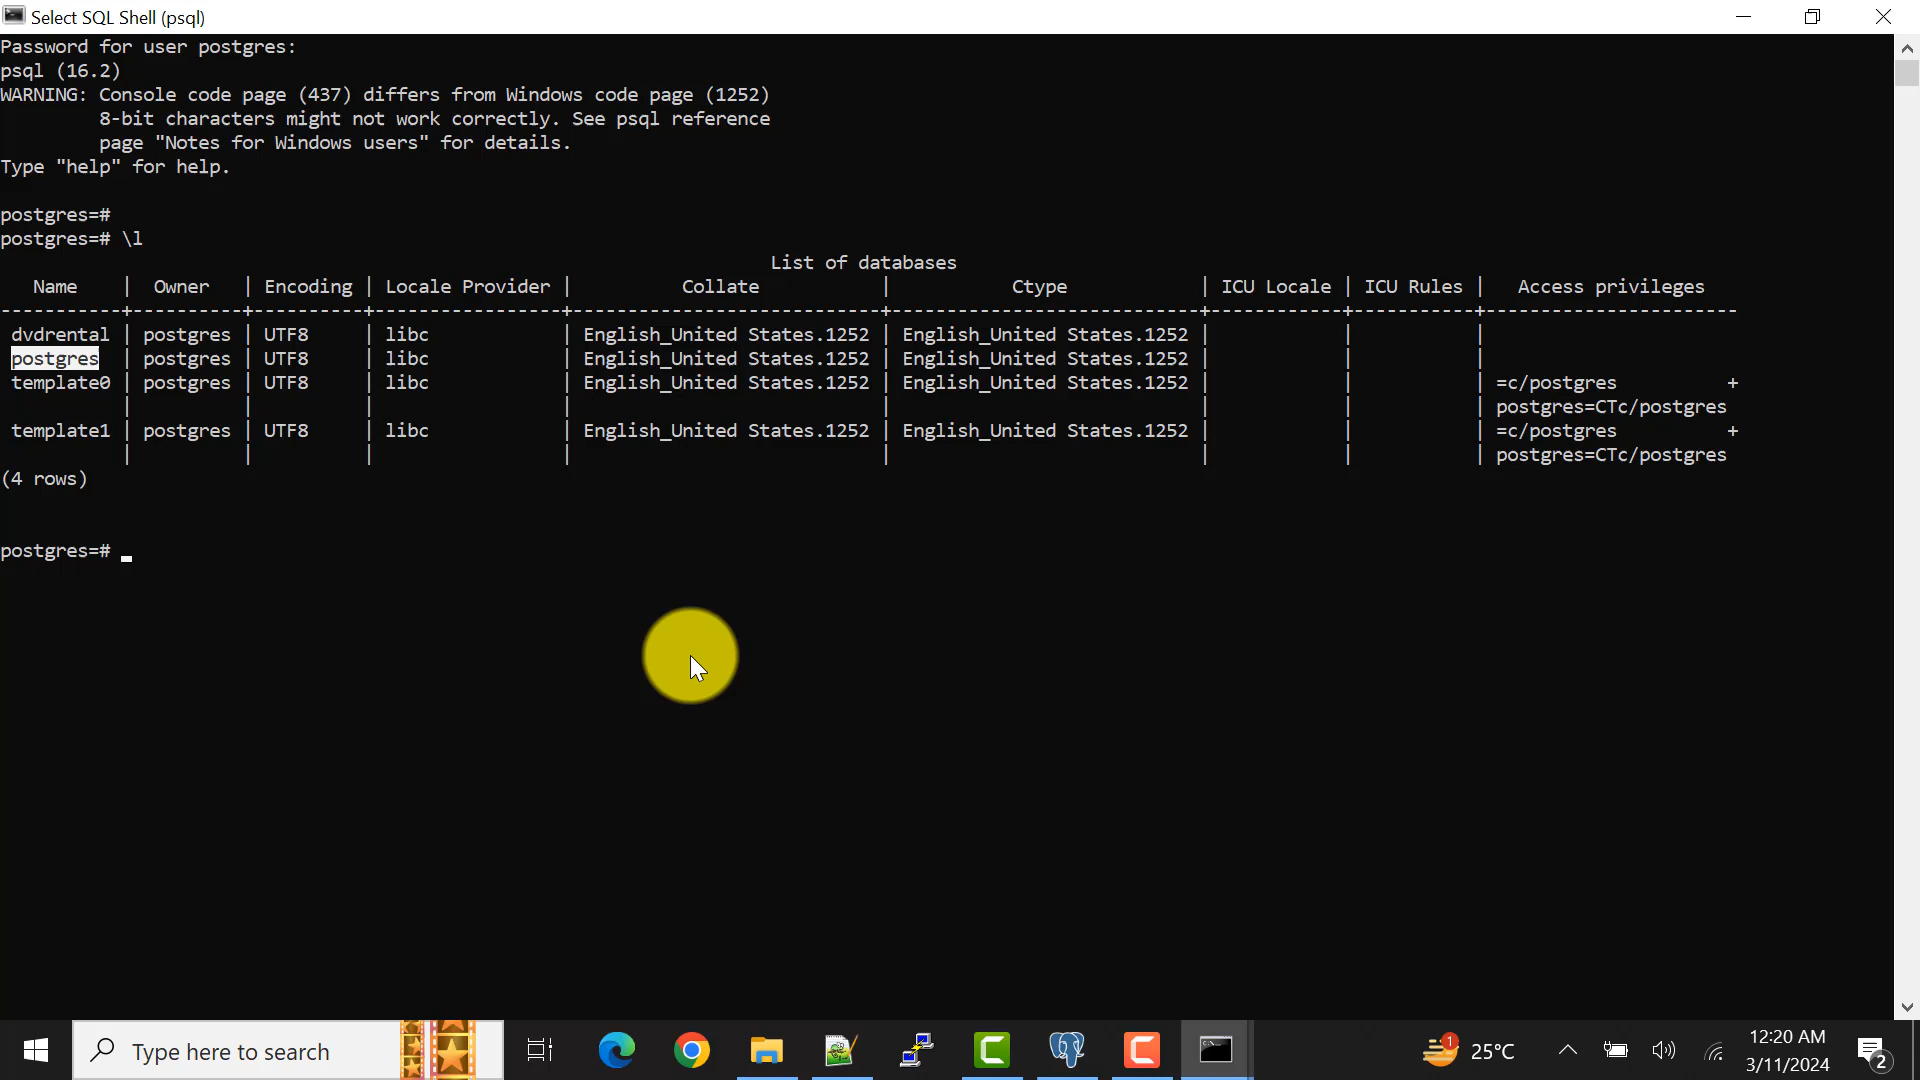 Select SQL Shell (psql)
Password for user postgres:
psql (16.2)
WARNING: Console code page (437) differs from Windows code page (1252)
         8-bit characters might not work correctly. See psql reference
         page "Notes for Windows users" for details.
Type "help" for help.
postgres=#
postgres=# \l
List of databases
Name | Owner | Encoding | Locale Provider | Collate | Ctype | ICU Locale | ICU Rules | Access privileges
-----------+----------+----------+-----------------+----------------------------+----------------------------+------------+-----------+-----------------------
dvdrental | postgres | UTF8 | libc | English_United States.1252 | English_United States.1252 | | |
postgres | postgres | UTF8 | libc | English_United States.1252 | English_United States.1252 | | |
template0 | postgres | UTF8 | libc | English_United States.1252 | English_United States.1252 | | | =c/postgres +
| | | | | | | | postgres=CTc/postgres
template1 | postgres | UTF8 | libc | English_United States.1252 | English_United States.1252 | | | =c/postgres +
| | | | | | | | postgres=CTc/postgres
(4 rows)
postgres=#
Type here to search
1
25°C
12:20 AM
3/11/2024
2